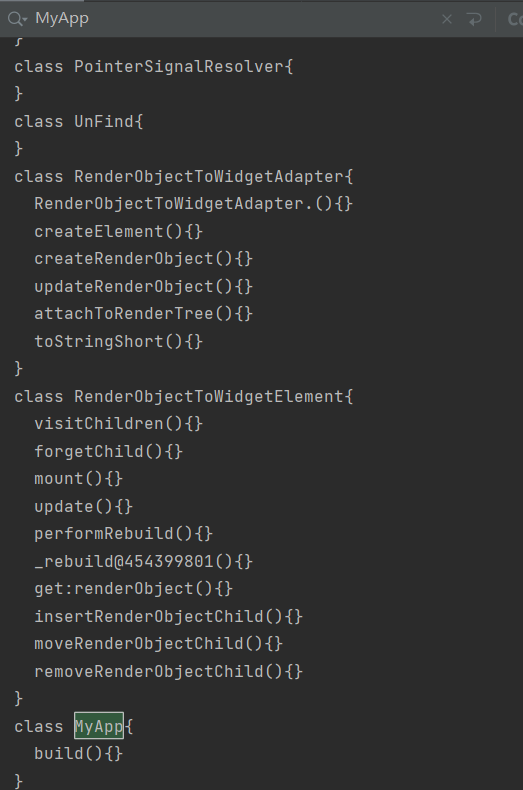 MyApp
}
class PointerSignalResolver{
}
class UnFind{
}
class RenderObjectToWidgetAdapter{
  RenderObjectToWidgetAdapter.(){}
  createElement(){}
  createRenderObject(){}
  updateRenderObject(){}
  attachToRenderTree(){}
  toStringShort(){}
}
class RenderObjectToWidgetElement{
  visitChildren(){}
  forgetChild(){}
  mount(){}
  update(){}
  performRebuild(){}
  _rebuild@454399801(){}
  get:renderObject(){}
  insertRenderObjectChild(){}
  moveRenderObjectChild(){}
  removeRenderObjectChild(){}
}
class MyApp{
  build(){}
}